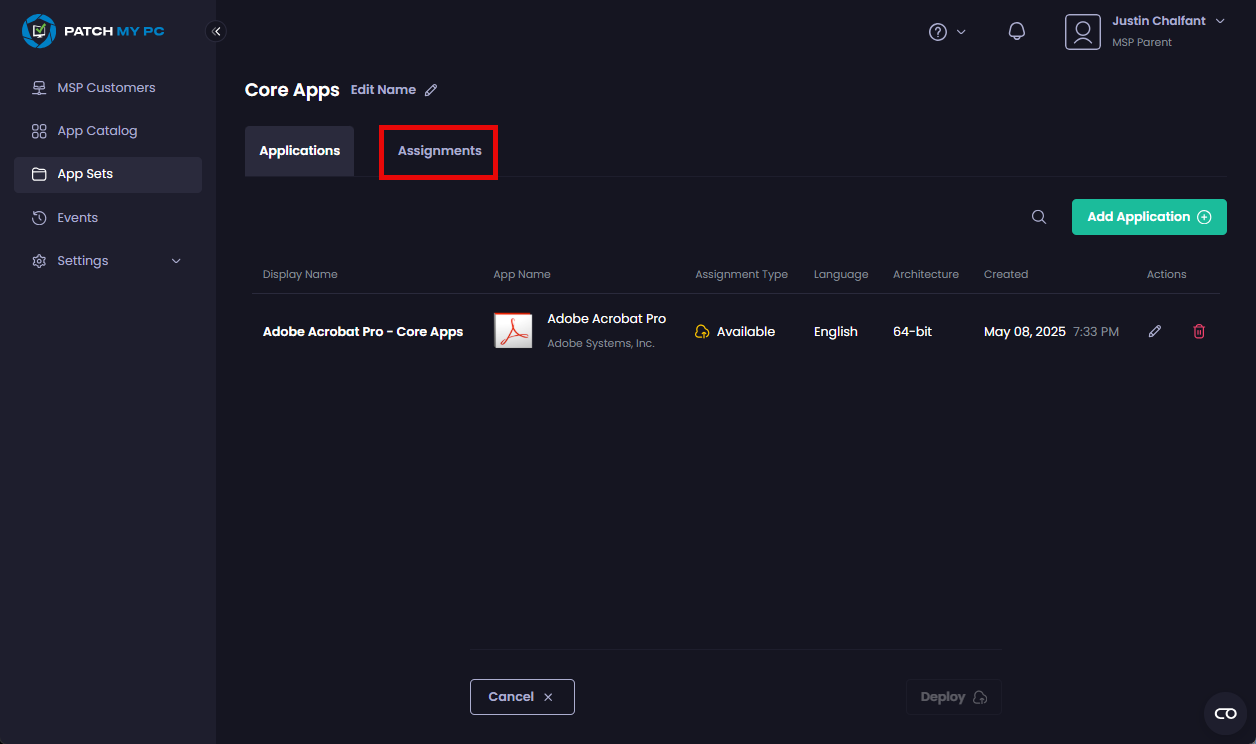 PATCH MY PC
Justin Chalfant
MSP Parent
MSP Customers
App Catalog
App Sets
Events
Settings
Core Apps Edit Name
Applications Assignments
Add Application
Display Name App Name Assignment Type Language Architecture Created Actions
Adobe Acrobat Pro - Core Apps Adobe Acrobat Pro Available English 64-bit May 08, 2025 7:33 PM
Adobe Systems, Inc.
Cancel Deploy